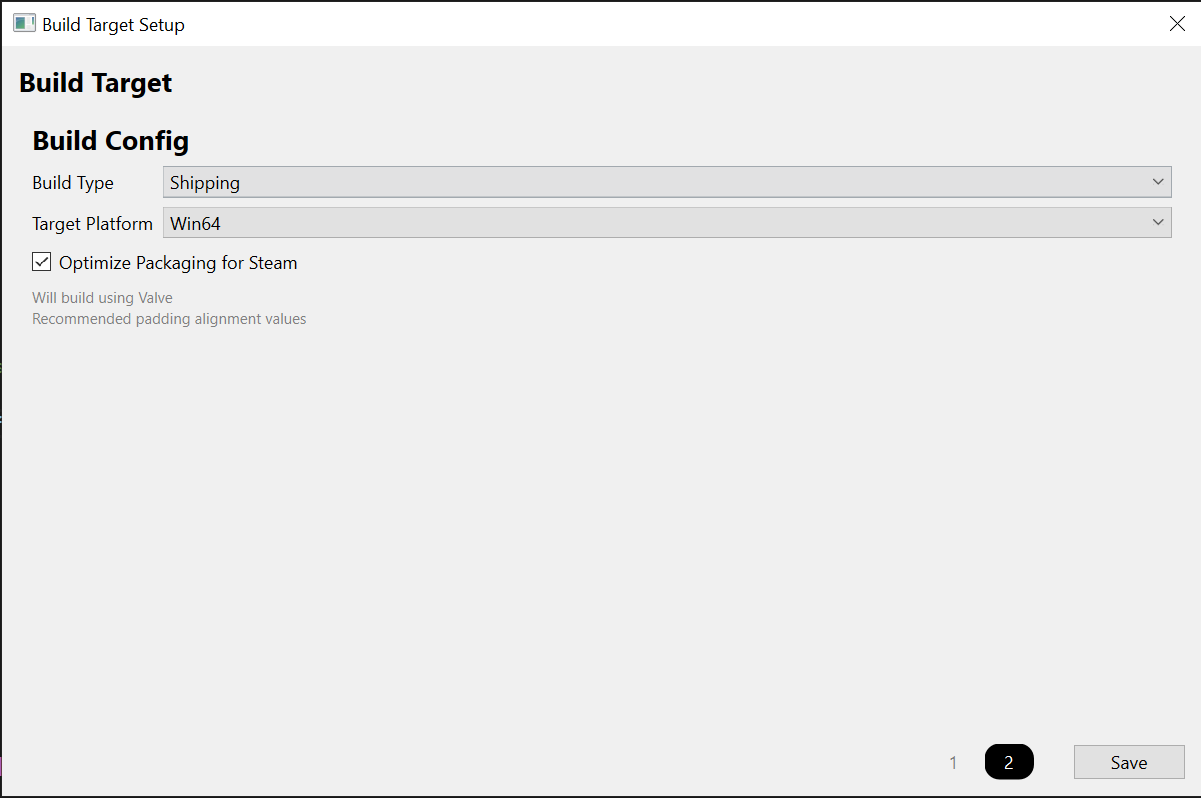 Build Target Setup
Build Target
Build Config
Build Type Shipping
Target Platform Win64
Optimize Packaging for Steam
Will build using Valve
Recommended padding alignment values
1 2 Save